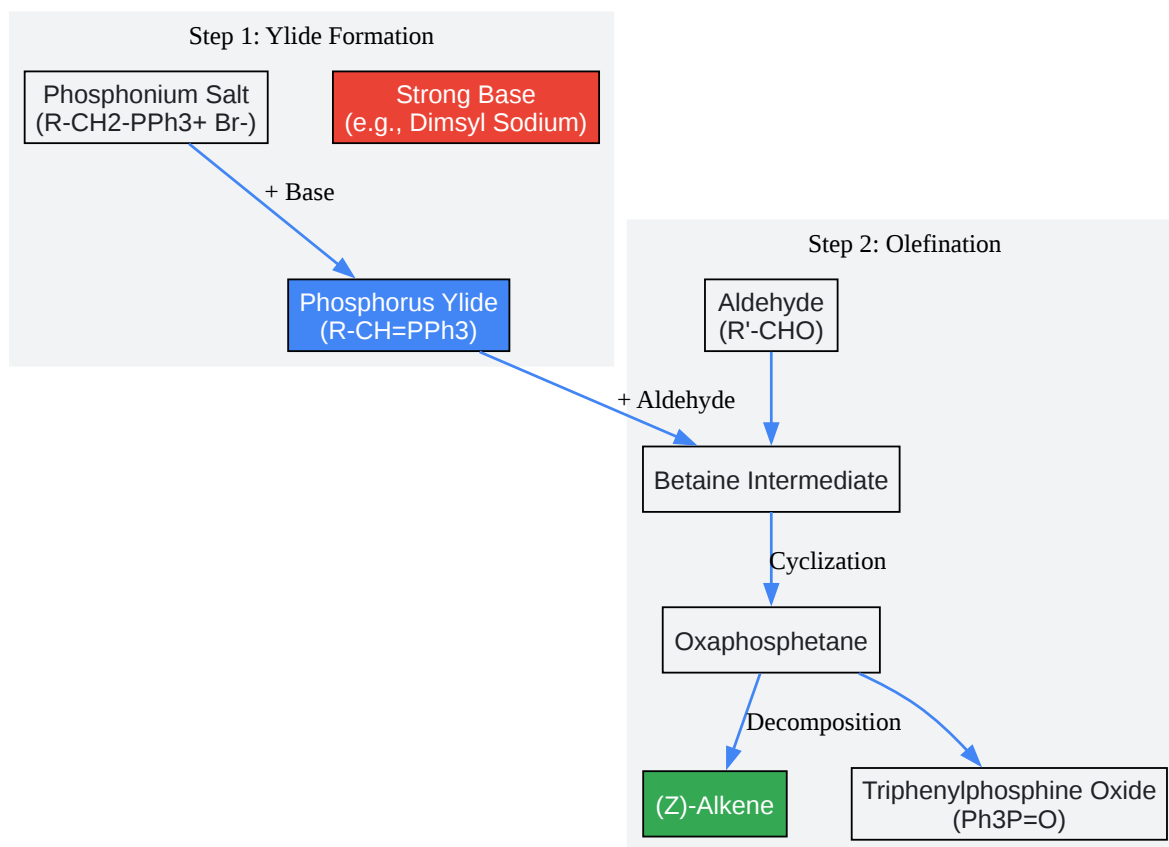 Step 1: Ylide Formation
Phosphonium Salt
(R-CH2-PPh3+ Br-)
Strong Base
(e.g., Dimsyl Sodium)
+ Base
Phosphorus Ylide
(R-CH=PPh3)
Step 2: Olefination
Aldehyde
(R'-CHO)
+ Aldehyde
Betaine Intermediate
Cyclization
Oxaphosphetane
Decomposition
(Z)-Alkene
Triphenylphosphine Oxide
(Ph3P=O)